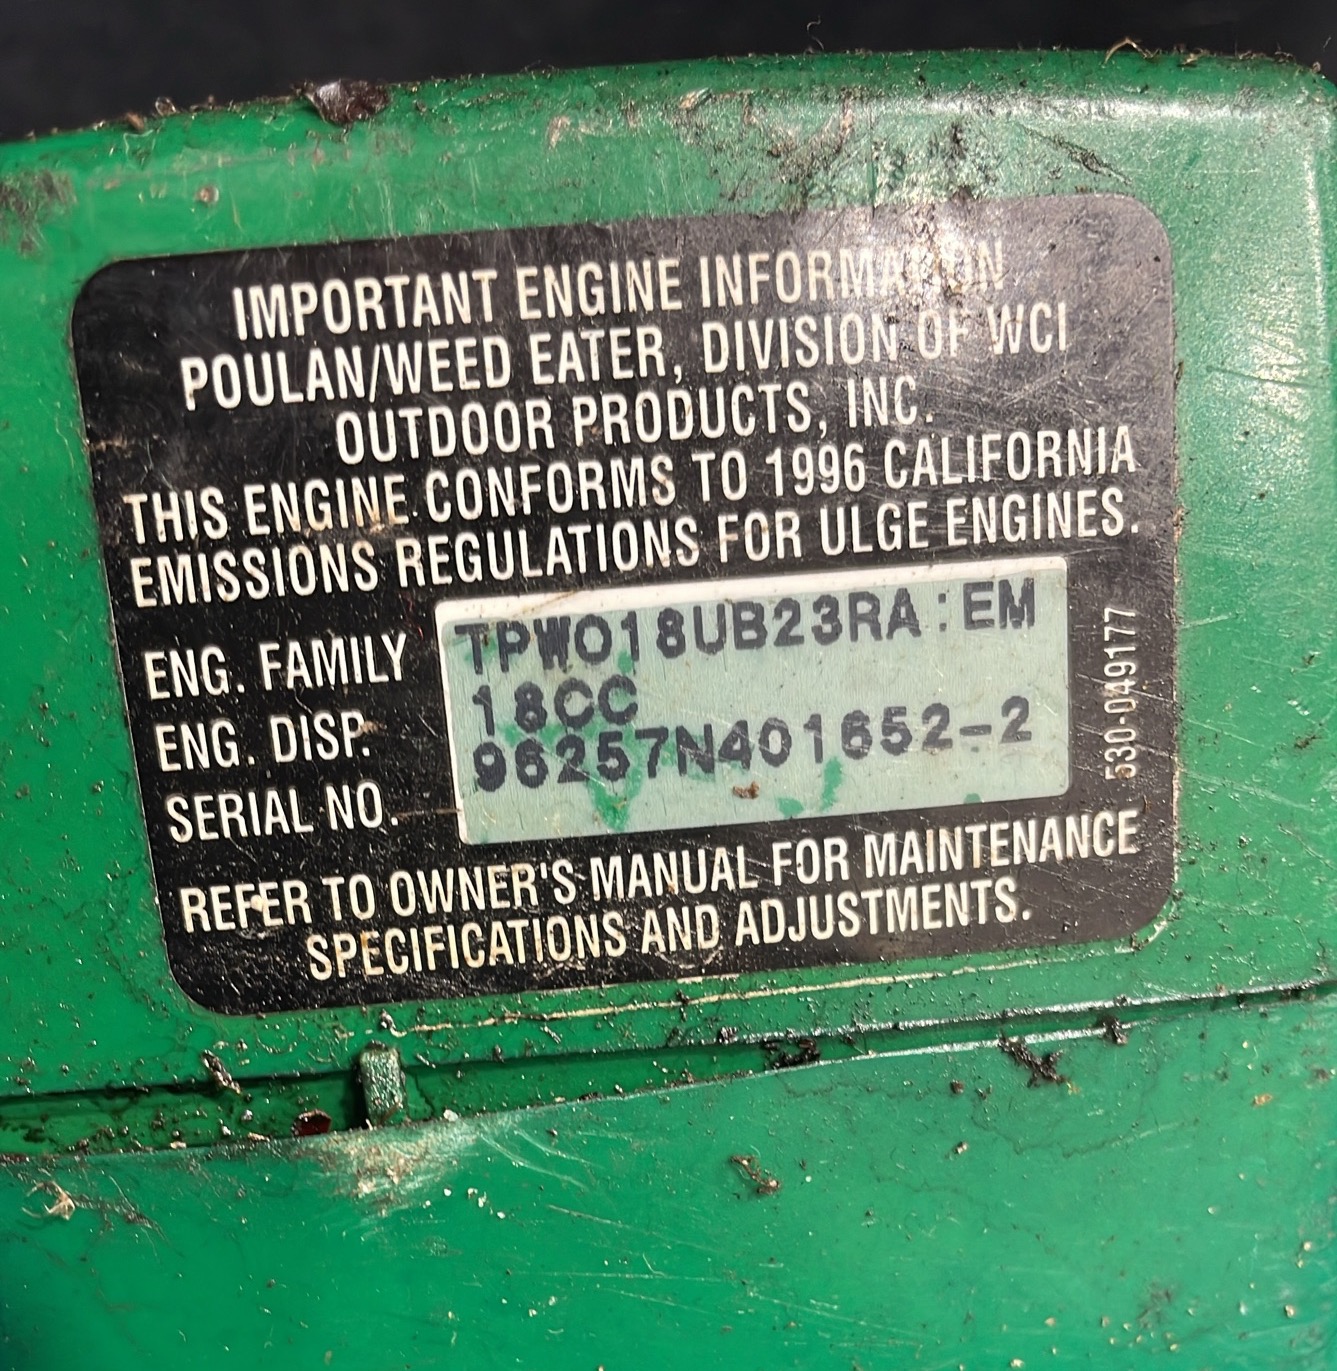 IMPORTANT ENGINE INFORMATION
POULAN/WEED EATER, DIVISION OF WCI
OUTDOOR PRODUCTS, INC.
THIS ENGINE CONFORMS TO 1996 CALIFORNIA
EMISSIONS REGULATIONS FOR ULGE ENGINES.
ENG. FAMILY TPW018UB23RA:EM
ENG. DISP. 18CC
SERIAL NO. 96257N401652-2
530-049177
REFER TO OWNER'S MANUAL FOR MAINTENANCE
SPECIFICATIONS AND ADJUSTMENTS.